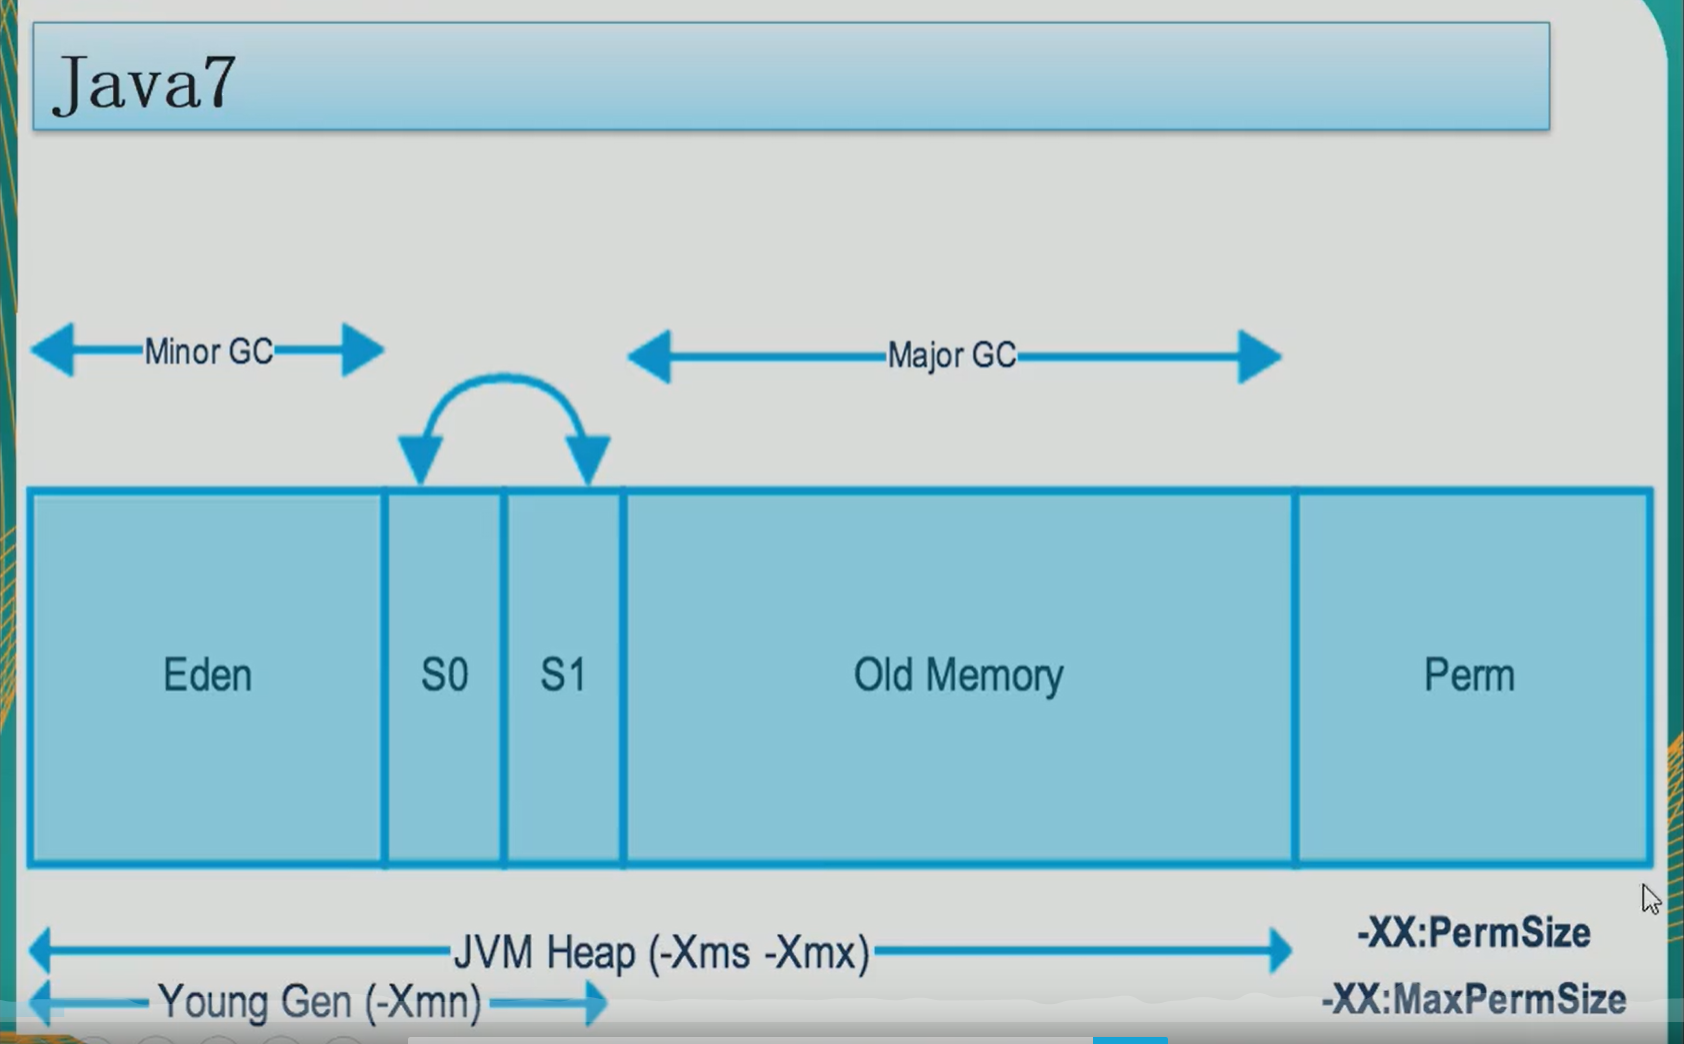 Java7
Minor GC
Major GC
Eden
S0
S1
Old Memory
Perm
JVM Heap (-Xms -Xmx)
-XX:PermSize
Young Gen (-Xmn)
-XX:MaxPermSize